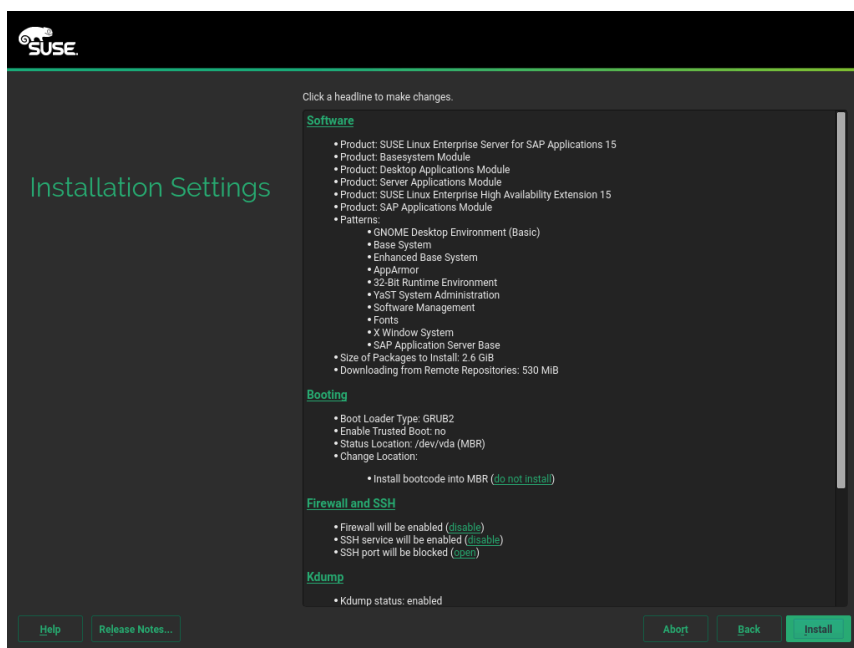 SUSE.
Click a headline to make changes.
Installation Settings
Software
• Product: SUSE Linux Enterprise Server for SAP Applications 15
• Product: Basesystem Module
• Product: Desktop Applications Module
• Product: Server Applications Module
• Product: SUSE Linux Enterprise High Availability Extension 15
• Product: SAP Applications Module
• Patterns:
• GNOME Desktop Environment (Basic)
• Base System
• Enhanced Base System
• AppArmor
• 32-Bit Runtime Environment
• YaST System Administration
• Software Management
• Fonts
• X Window System
• SAP Application Server Base
• Size of Packages to Install: 2.6 GiB
• Downloading from Remote Repositories: 530 MiB
Booting
• Boot Loader Type: GRUB2
• Enable Trusted Boot: no
• Status Location: /dev/vda (MBR)
• Change Location:
• Install bootcode into MBR (do not install)
Firewall and SSH
• Firewall will be enabled (disable)
• SSH service will be enabled (disable)
• SSH port will be blocked (open)
Kdump
• Kdump status: enabled
Help Release Notes... Abort Back Install